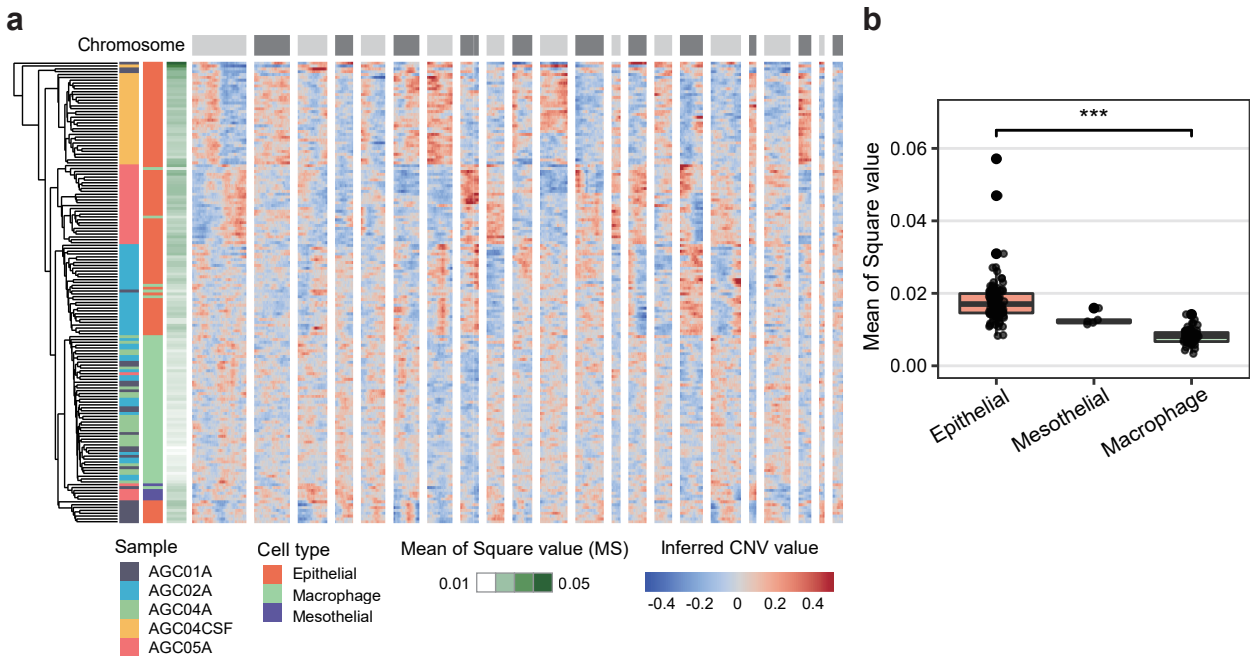 a
Chromosome
Sample
AGC01A
AGC02A
AGC04A
AGC04CSF
AGC05A
Cell type
Epithelial
Macrophage
Mesothelial
Mean of Square value (MS)
0.01 0.05
Inferred CNV value
-0.4 -0.2 0 0.2 0.4
b
***
Mean of Square value
0.06
0.04
0.02
0.00
Epithelial
Mesothelial
Macrophage